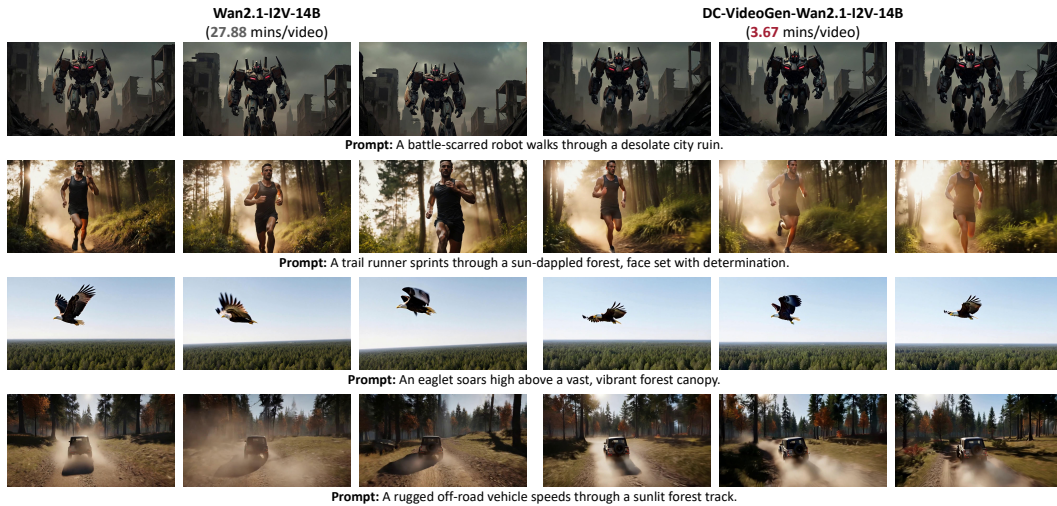 Wan2.1-I2V-14B
(27.88 mins/video)
DC-VideoGen-Wan2.1-I2V-14B
(3.67 mins/video)
Prompt: A battle-scarred robot walks through a desolate city ruin.
Prompt: A trail runner sprints through a sun-dappled forest, face set with determination.
Prompt: An eaglet soars high above a vast, vibrant forest canopy.
Prompt: A rugged off-road vehicle speeds through a sunlit forest track.